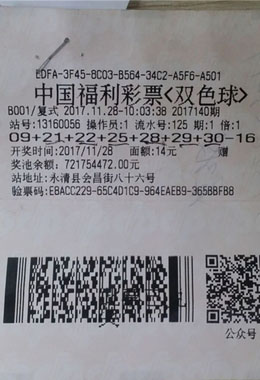 EDFA-3F45-8C03-B564-34C2-A5F6-A501
中国福利彩票<双色球>
B001/复式 2017.11.28-10:03:38 2017140期
站号:13160056 操作员:1 流水号:125 期:1 倍:1
09+21+22+25+28+29+30-16
开奖时间:2017/11/28 面额:14元 赠
奖池余额:721754472.00元
站地址:永清县会昌街八十六号
验票码:EBACC229-65C4D1C9-964EAEB9-365BBFB8
公众号